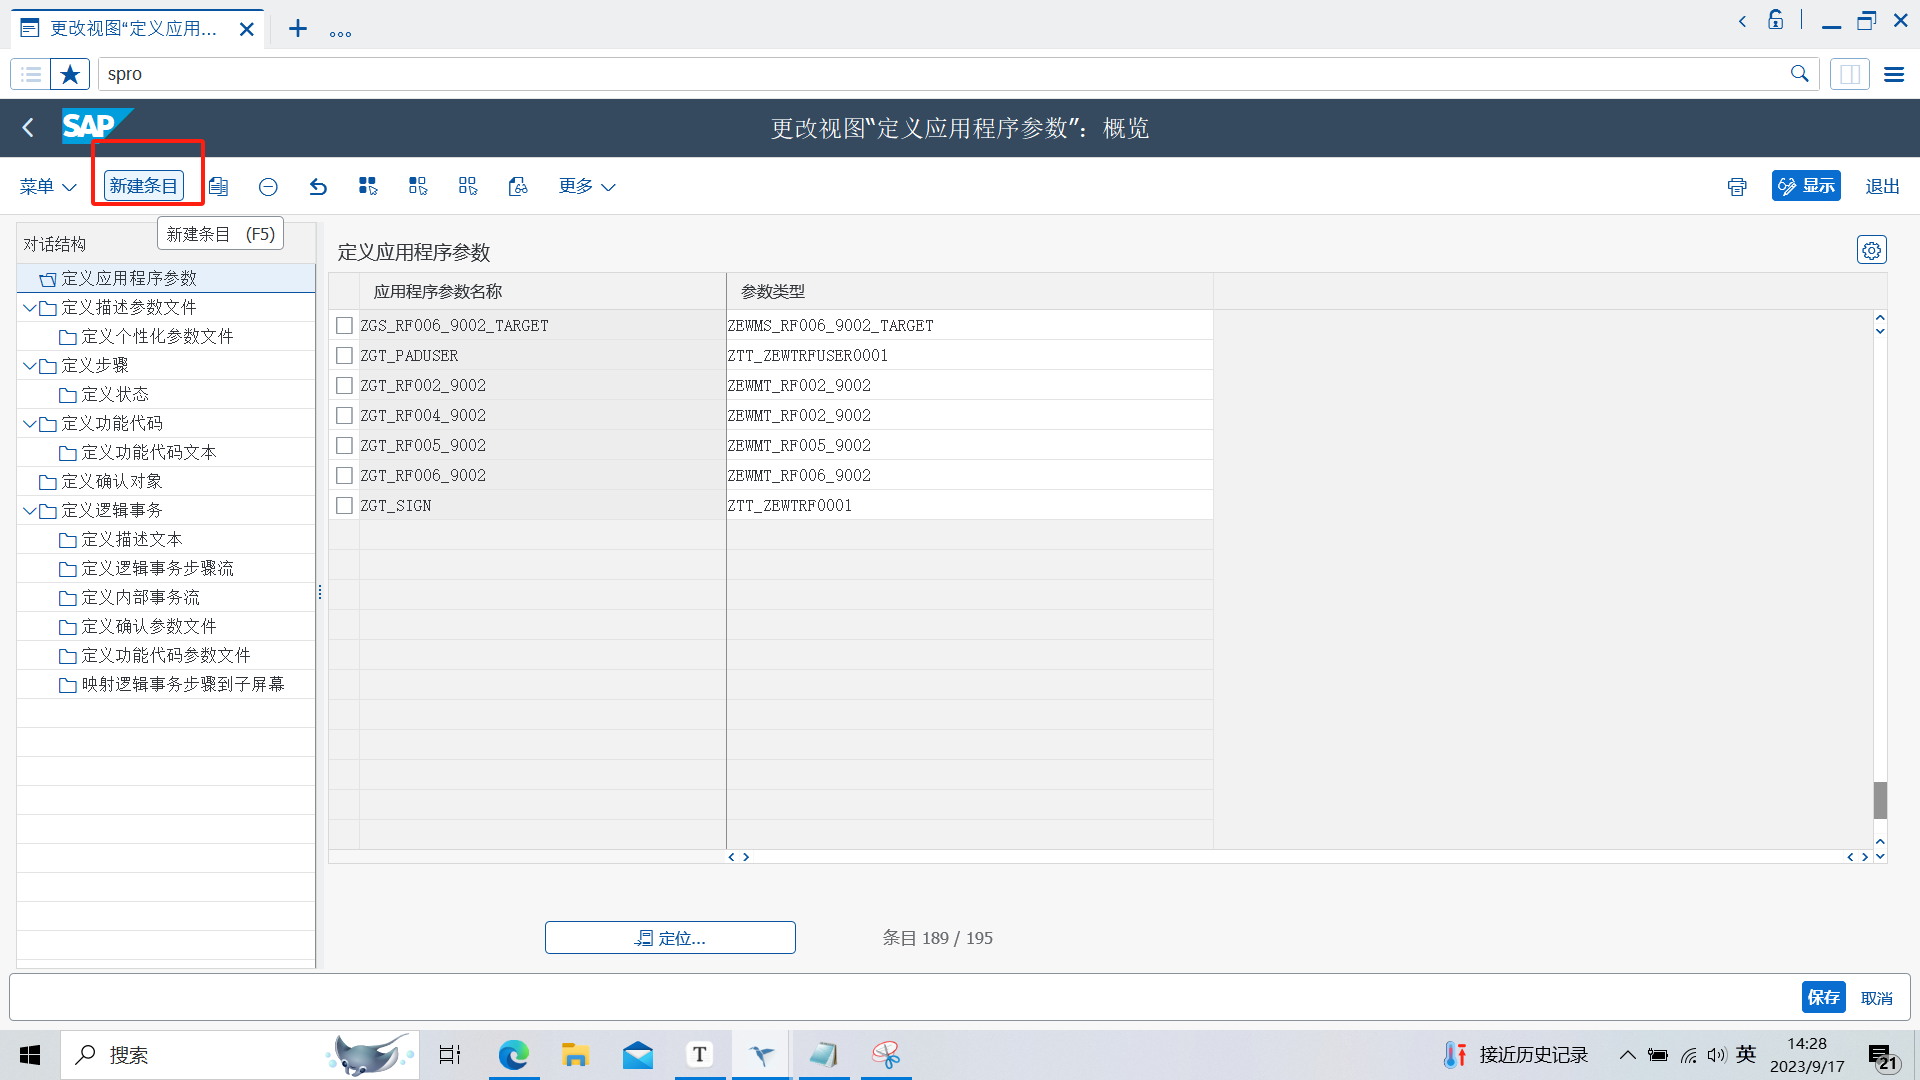 更改视图“定义应用...
spro
SAP
更改视图“定义应用程序参数”：概览
菜单
新建条目
更多
显示
退出
新建条目 (F5)
对话结构
定义应用程序参数
定义描述参数文件
定义个性化参数文件
定义步骤
定义状态
定义功能代码
定义功能代码文本
定义确认对象
定义逻辑事务
定义描述文本
定义逻辑事务步骤流
定义内部事务流
定义确认参数文件
定义功能代码参数文件
映射逻辑事务步骤到子屏幕
定义应用程序参数
应用程序参数名称 参数类型
ZGS_RF006_9002_TARGET ZEWMS_RF006_9002_TARGET
ZGT_PADUSER ZTT_ZEWTRFUSER0001
ZGT_RF002_9002 ZEWMT_RF002_9002
ZGT_RF004_9002 ZEWMT_RF002_9002
ZGT_RF005_9002 ZEWMT_RF005_9002
ZGT_RF006_9002 ZEWMT_RF006_9002
ZGT_SIGN ZTT_ZEWTRF0001
定位...
条目 189 / 195
保存
取消
搜索
T
接近历史记录
英
14:28
2023/9/17
21